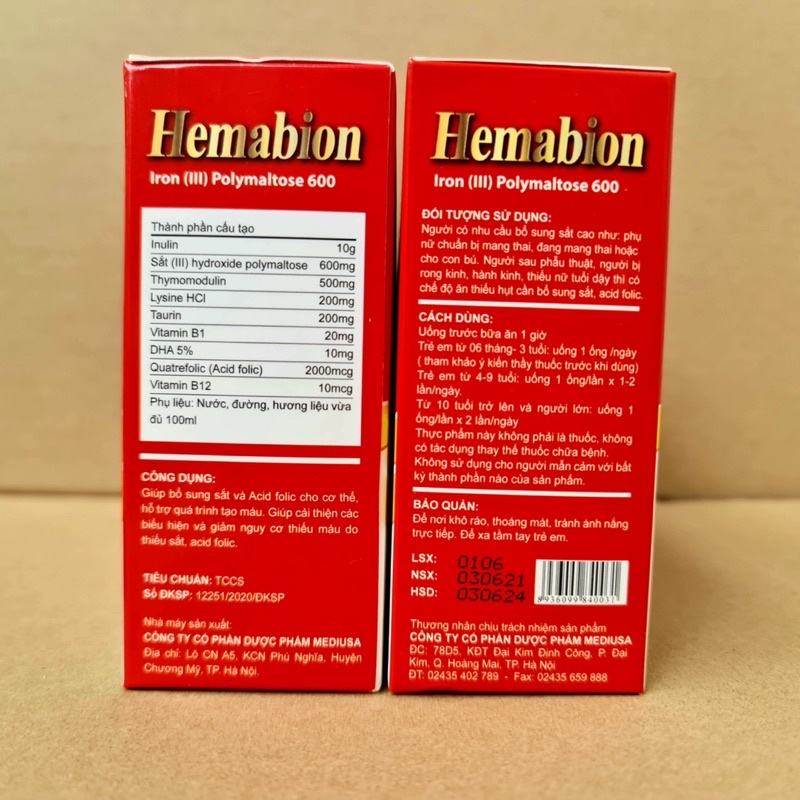 Hemabion
Iron (III) Polymaltose 600
Thành phần cấu tạo
Inulin 10g
Sắt (III) hydroxide polymaltose 600mg
Thymomodulin 500mg
Lysine HCl 200mg
Taurin 200mg
Vitamin B1 20mg
DHA 5% 10mg
Quatrefolic (Acid folic) 2000mcg
Vitamin B12 10mcg
Phụ liệu: Nước, đường, hương liệu vừa
đủ 100ml
CÔNG DỤNG:
Giúp bổ sung sắt và Acid folic cho cơ thể,
hỗ trợ quá trình tạo máu. Giúp cải thiện các
biểu hiện và giảm nguy cơ thiếu máu do
thiếu sắt, acid folic.
TIÊU CHUẨN: TCCS
Số ĐKSP: 12251/2020/ĐKSP
Nhà máy sản xuất:
CÔNG TY CỔ PHẦN DƯỢC PHẨM MEDIUSA
Địa chỉ: Lô CN A5, KCN Phú Nghĩa, Huyện
Chương Mỹ, TP. Hà Nội.
Hemabion
Iron (III) Polymaltose 600
ĐỐI TƯỢNG SỬ DỤNG:
Người có nhu cầu bổ sung sắt cao như: phụ
nữ chuẩn bị mang thai, đang mang thai hoặc
cho con bú. Người sau phẫu thuật, người bị
rong kinh, hành kinh, thiếu nữ tuổi dậy thì có
chế độ ăn thiếu hụt cần bổ sung sắt, acid folic.
CÁCH DÙNG:
Uống trước bữa ăn 1 giờ
Trẻ em từ 06 tháng- 3 tuổi: uống 1 ống /ngày
( tham khảo ý kiến thầy thuốc trước khi dùng)
Trẻ em từ 4-9 tuổi: uống 1 ống/lần x 1-2
lần/ngày.
Từ 10 tuổi trở lên và người lớn: uống 1
ống/lần x 2 lần/ngày
Thực phẩm này không phải là thuốc, không
có tác dụng thay thế thuốc chữa bệnh.
Không sử dụng cho người mẫn cảm với bất
kỳ thành phần nào của sản phẩm.
BẢO QUẢN:
Để nơi khô ráo, thoáng mát, tránh ánh nắng
trực tiếp. Để xa tầm tay trẻ em.
LSX: 0106
NSX: 030621
HSD: 030624
8936099840031
Thương nhân chịu trách nhiệm sản phẩm
CÔNG TY CỔ PHẦN DƯỢC PHẨM MEDIUSA
ĐC: 78D5, KĐT Đại Kim Định Công, P. Đại
Kim, Q. Hoàng Mai, TP. Hà Nội
ĐT: 02435 402 789 - Fax: 02435 659 888